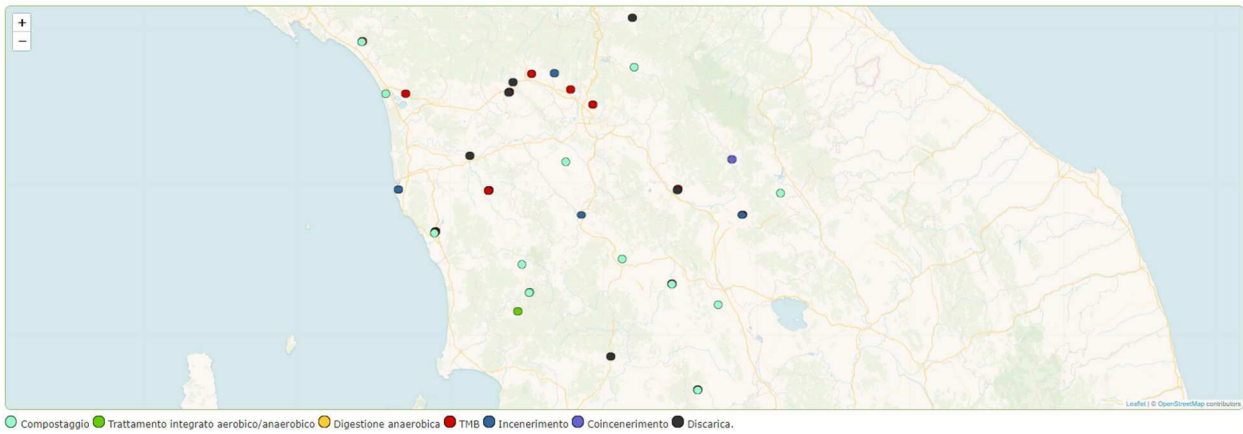 +
−
Leaflet | © OpenStreetMap contributors
Compostaggio Trattamento integrato aerobico/anaerobico Digestione anaerobica TMB Incenerimento Coincenerimento Discarica.